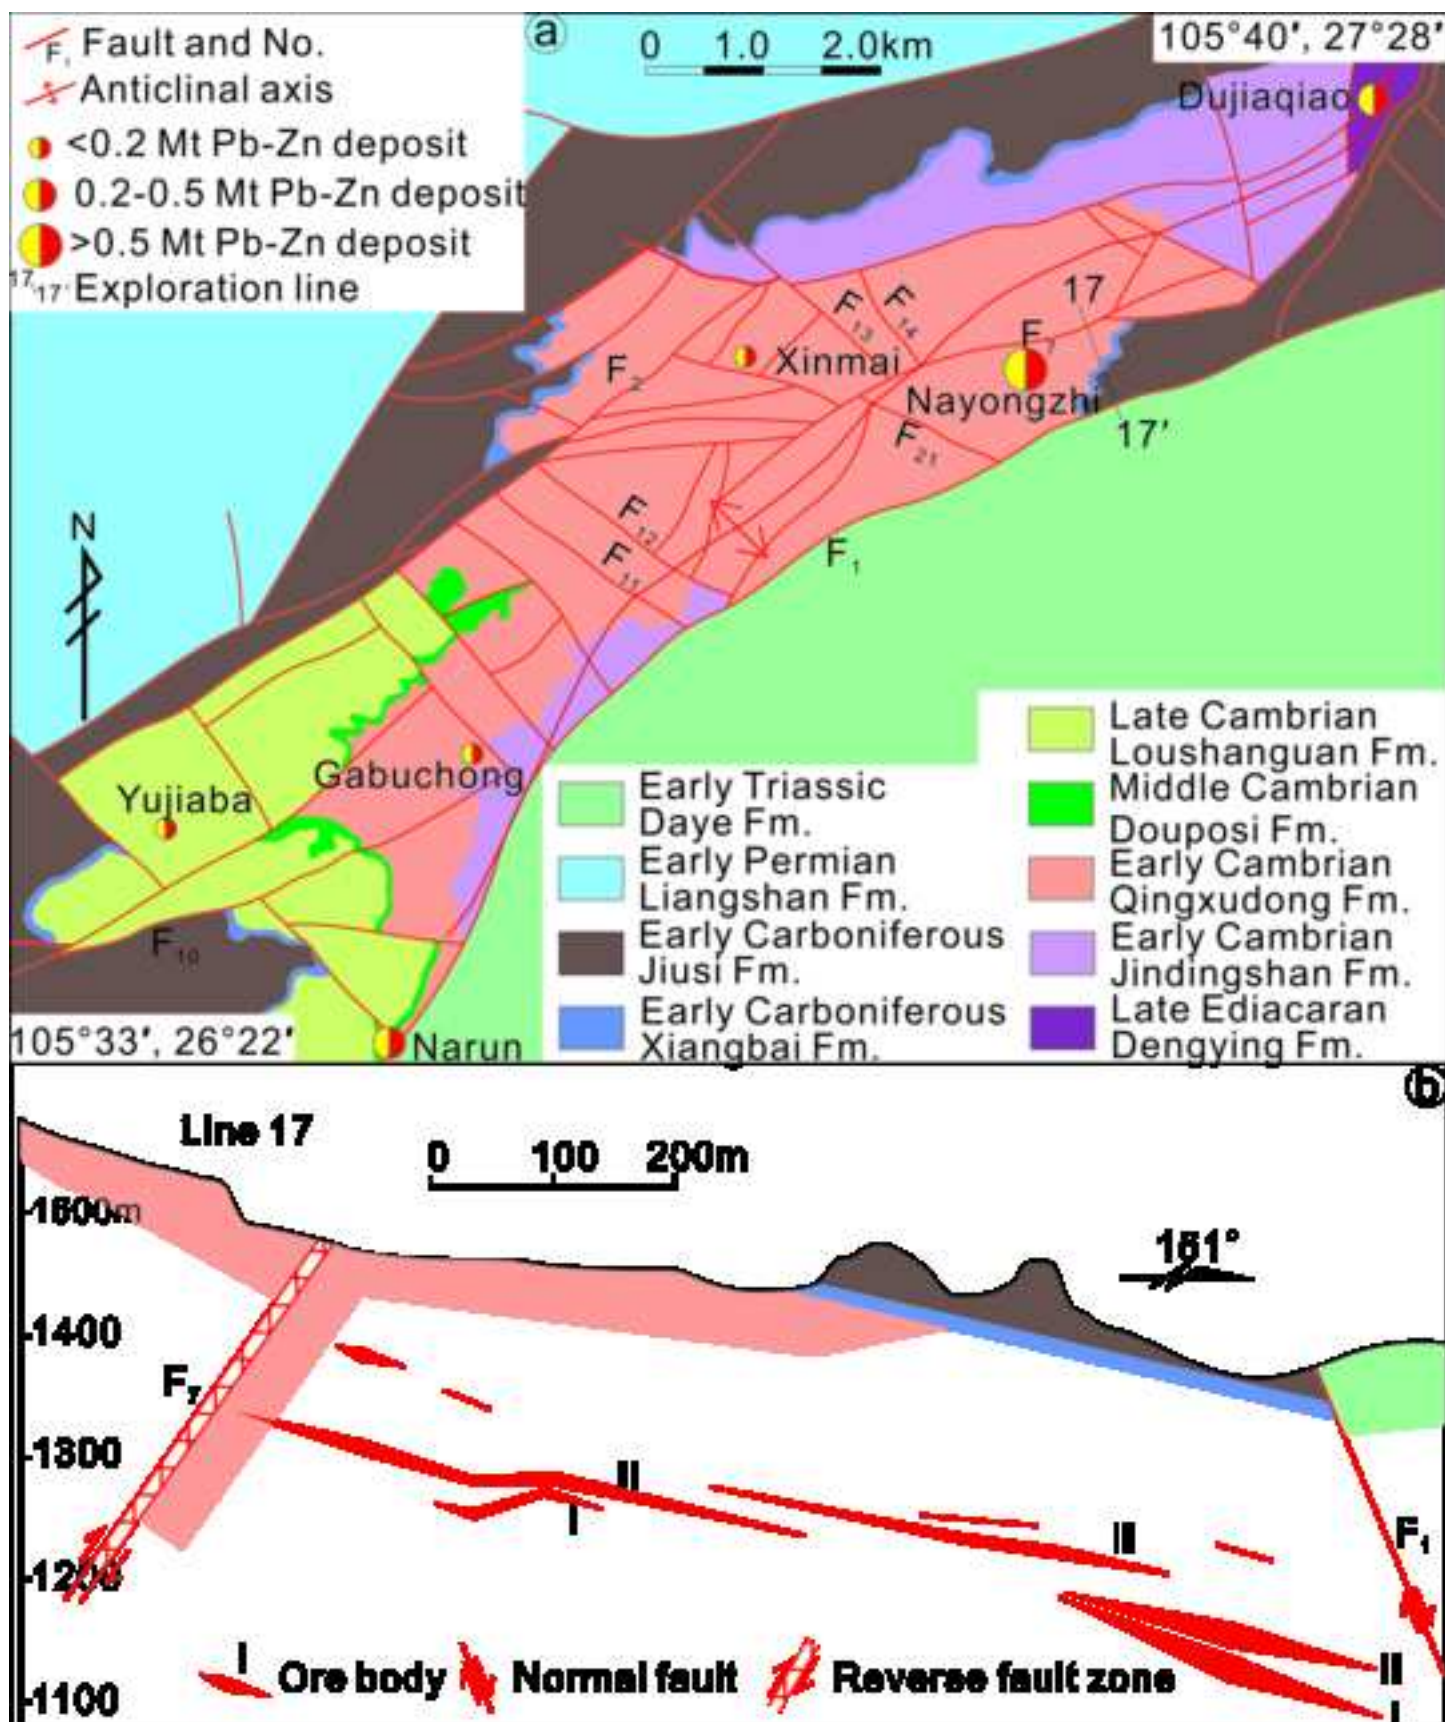 F₁ Fault and No.
Anticlinal axis
<0.2 Mt Pb-Zn deposit
0.2-0.5 Mt Pb-Zn deposit
>0.5 Mt Pb-Zn deposit
17 17' Exploration line
a
0 1.0 2.0km
105°40′, 27°28′
Dujiaqiao
17
F₁₃
F₁₄
F₇
F₂
Xinmai
Nayongzhi
17′
F₂₁
N
F₁₂
F₁₁
F₁
Gabuchong
Yujiaba
F₁₀
105°33′, 26°22′
Narun
Early Triassic
Daye Fm.
Early Permian
Liangshan Fm.
Early Carboniferous
Jiusi Fm.
Early Carboniferous
Xiangbai Fm.
Late Cambrian
Loushanguan Fm.
Middle Cambrian
Douposi Fm.
Early Cambrian
Qingxudong Fm.
Early Cambrian
Jindingshan Fm.
Late Ediacaran
Dengying Fm.
b
Line 17
0 100 200m
161°
1400
1300
1200
1100
F₇
II
I
III
F₁
II
I
I Ore body
Normal fault
Reverse fault zone